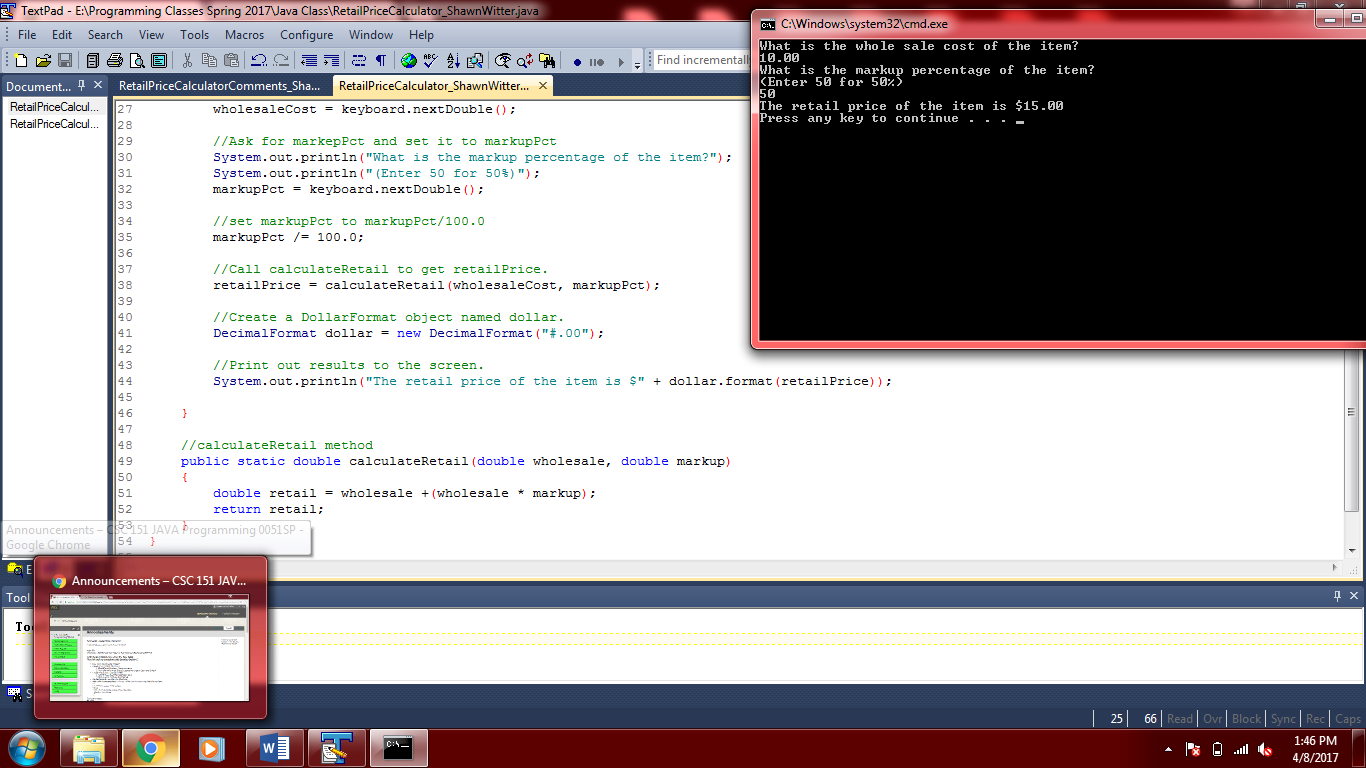 TextPad - E:\Programming Classes Spring 2017\Java Class\RetailPriceCalculator_ShawnWitter.java
File Edit Search View Tools Macros Configure Window Help
Find incrementally
Document...
RetailPriceCalcul...
RetailPriceCalcul...
RetailPriceCalculatorComments_Sha...
RetailPriceCalculator_ShawnWitter...
27 wholesaleCost = keyboard.nextDouble();
28
29 //Ask for markepPct and set it to markupPct
30 System.out.println("What is the markup percentage of the item?");
31 System.out.println("(Enter 50 for 50%)");
32 markupPct = keyboard.nextDouble();
33
34 //set markupPct to markupPct/100.0
35 markupPct /= 100.0;
36
37 //Call calculateRetail to get retailPrice.
38 retailPrice = calculateRetail(wholesaleCost, markupPct);
39
40 //Create a DollarFormat object named dollar.
41 DecimalFormat dollar = new DecimalFormat("#.00");
42
43 //Print out results to the screen.
44 System.out.println("The retail price of the item is $" + dollar.format(retailPrice));
45
46 }
47
48 //calculateRetail method
49 public static double calculateRetail(double wholesale, double markup)
50 {
51 double retail = wholesale +(wholesale * markup);
52 return retail;
53 }
54 }
C:\Windows\system32\cmd.exe
What is the whole sale cost of the item?
10.00
What is the markup percentage of the item?
(Enter 50 for 50%)
50
The retail price of the item is $15.00
Press any key to continue . . . _
Announcements – CSC 151 JAVA Programming 0051SP -
Google Chrome
Announcements – CSC 151 JAV...
Announcements
Tool
25 66 Read Ovr Block Sync Rec Caps
1:46 PM
4/8/2017